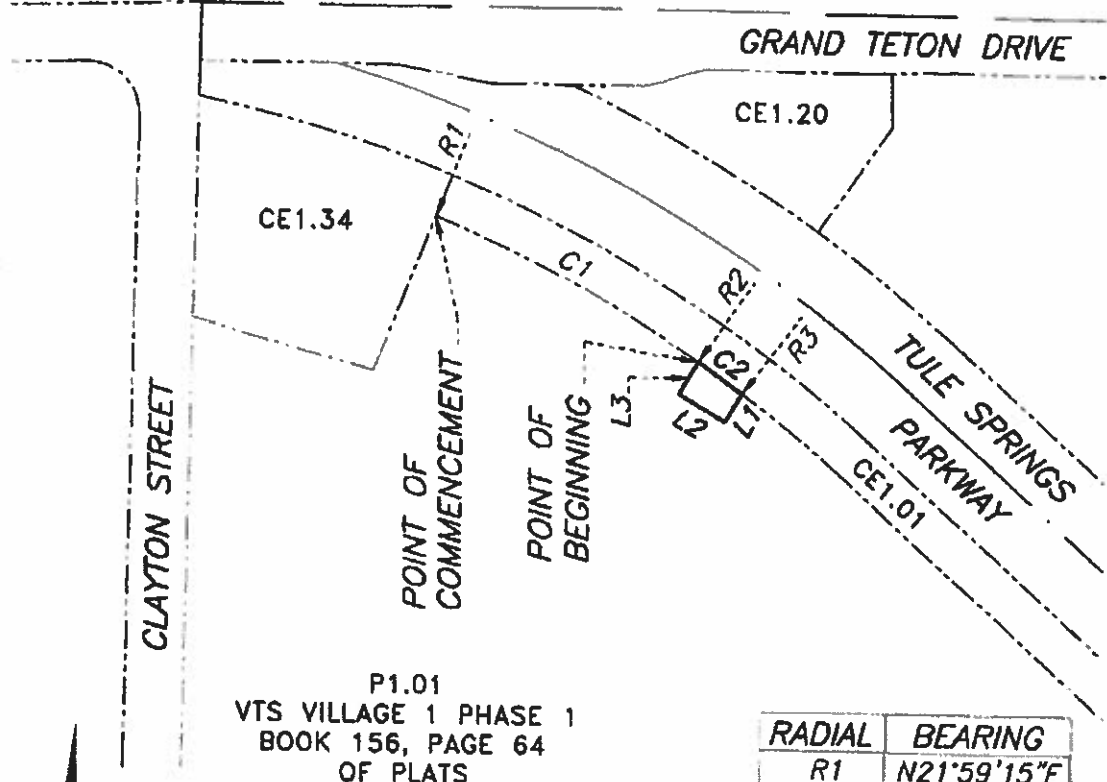 GRAND TETON DRIVE
CE1.20
R1
CE1.34
C1
R2
R3
C2
L3
L2
L1
TULE SPRINGS
PARKWAY
CE1.01
POINT OF
COMMENCEMENT
POINT OF
BEGINNING
CLAYTON STREET
P1.01
VTS VILLAGE 1 PHASE 1
BOOK 156, PAGE 64
OF PLATS
RADIAL BEARING
R1 N21°59'15"E